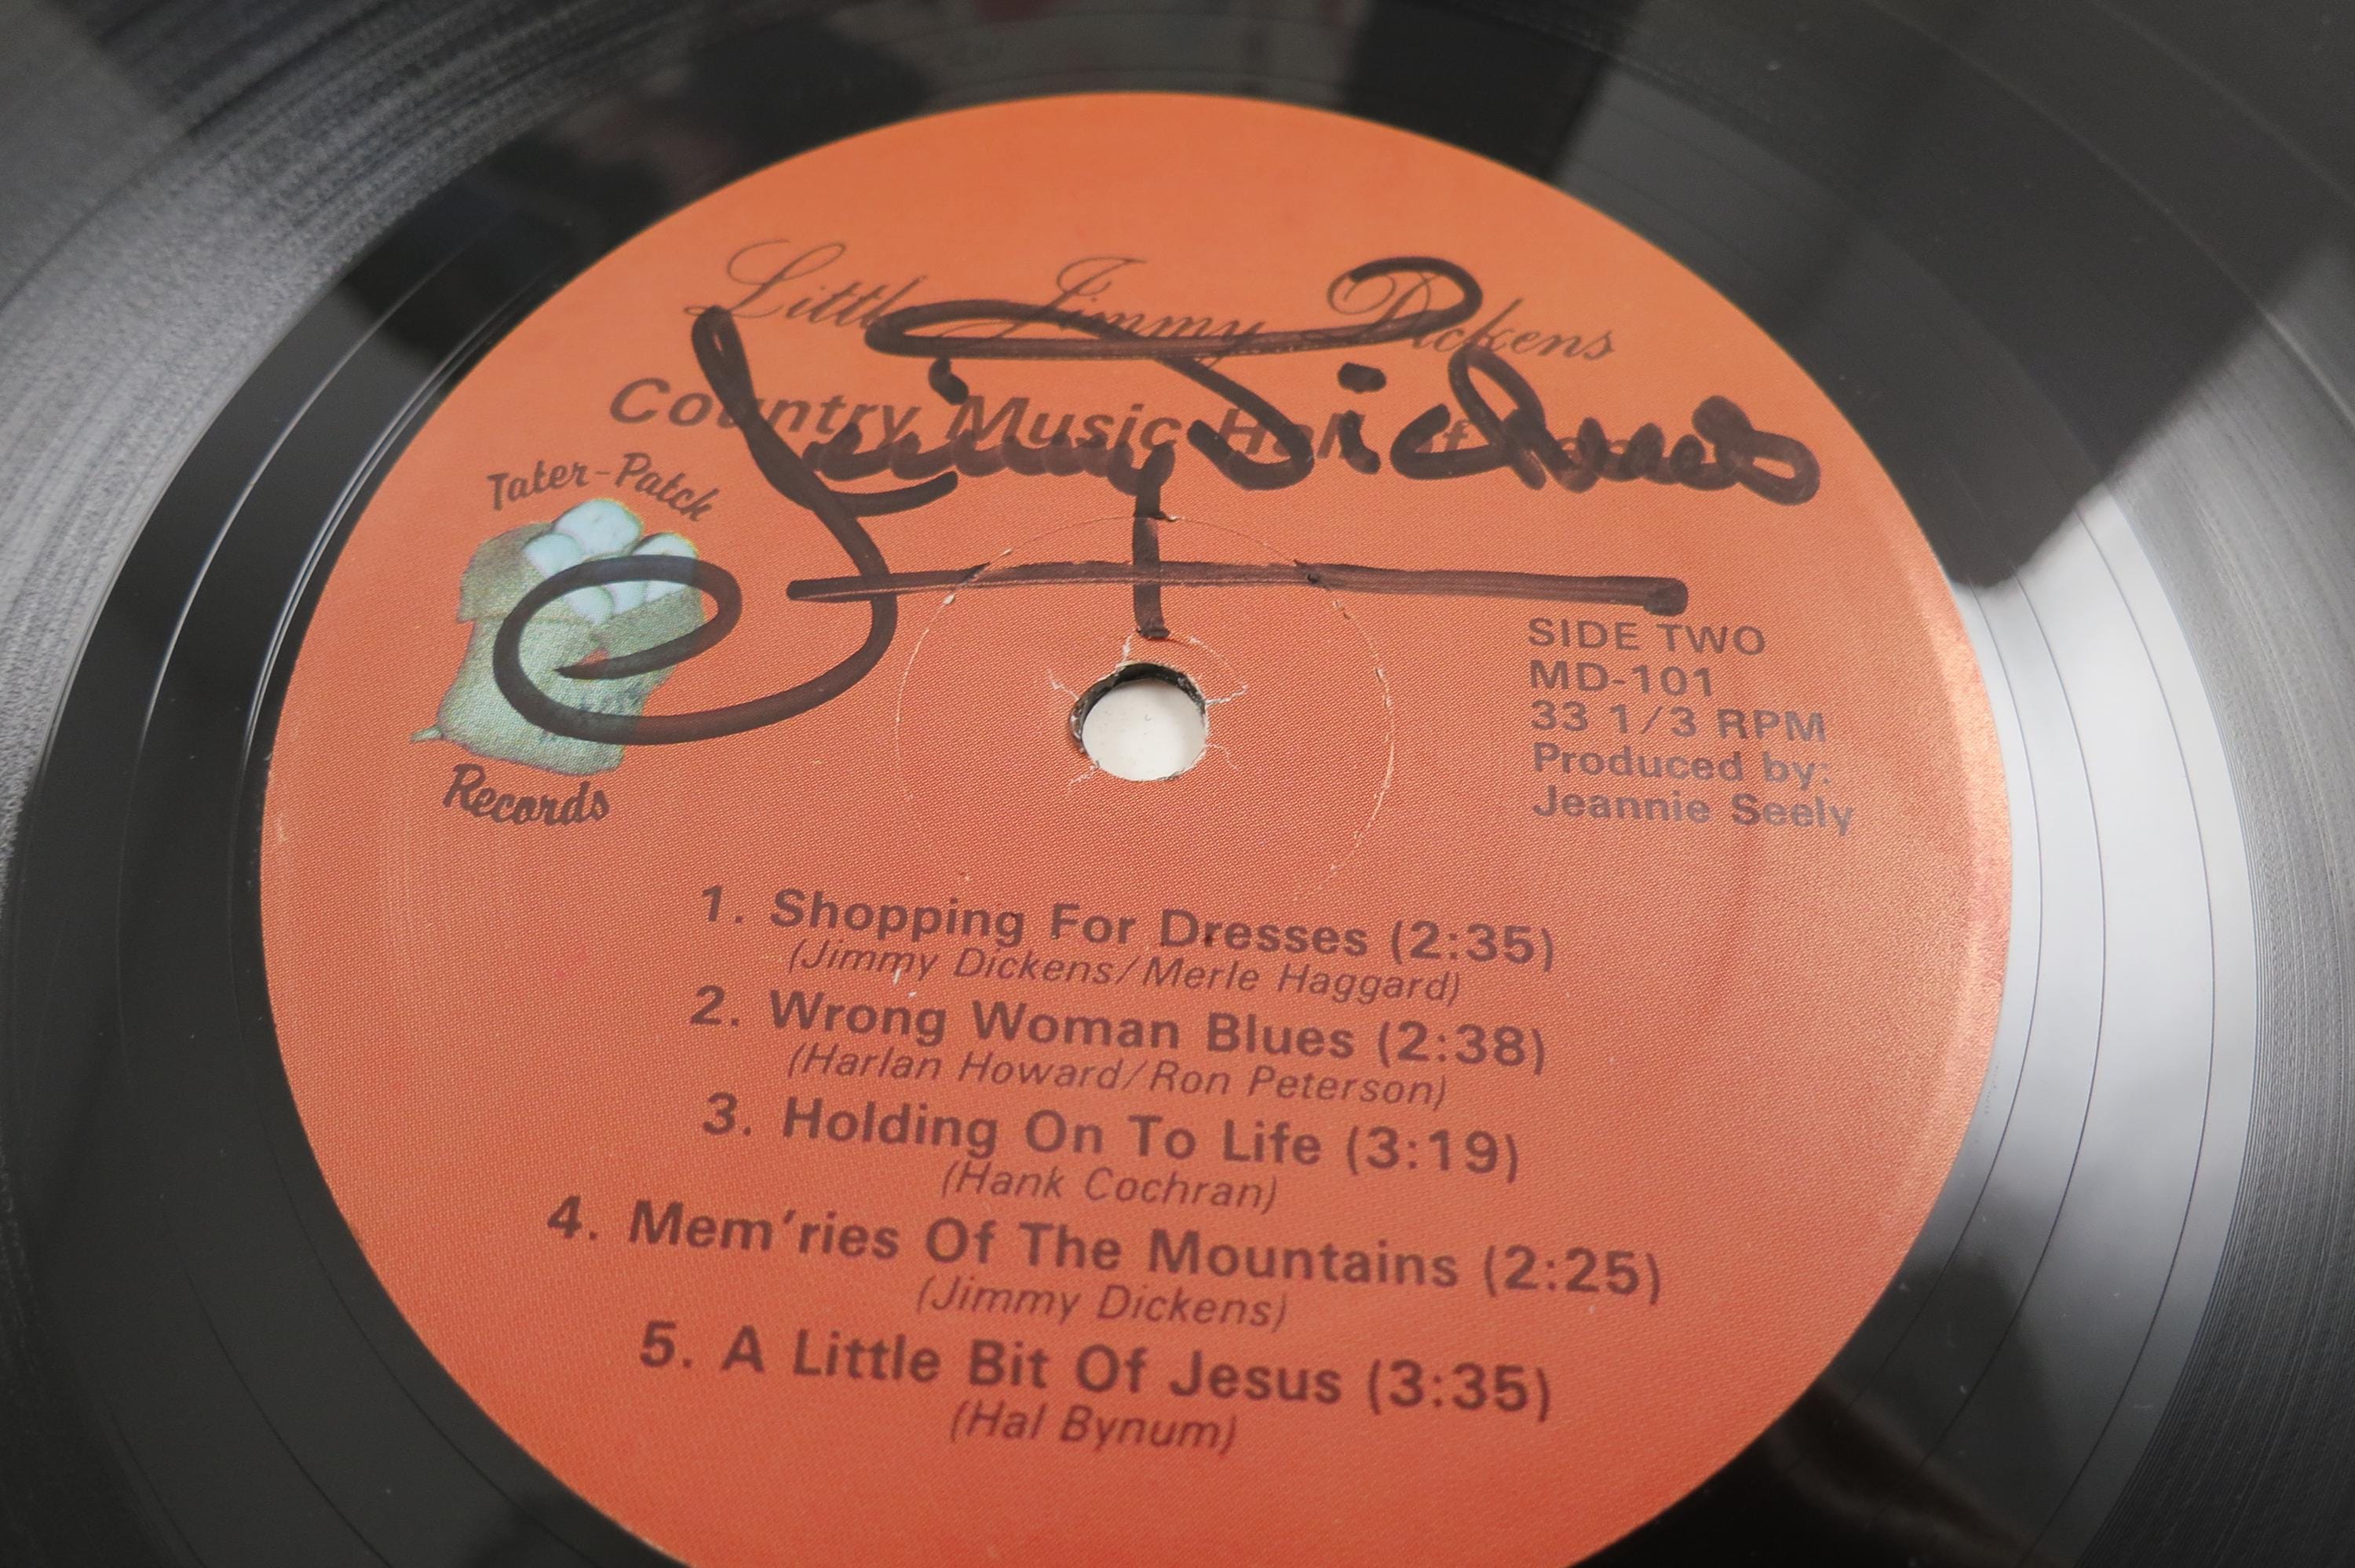 Little Jimmy Dickens
Country Music Hall of Fame
Jimmy Dickens
Tater-Patch
Records
SIDE TWO
MD-101
33 1/3 RPM
Produced by:
Jeannie Seely
1. Shopping For Dresses (2:35)
(Jimmy Dickens/Merle Haggard)
2. Wrong Woman Blues (2:38)
(Harlan Howard/Ron Peterson)
3. Holding On To Life (3:19)
(Hank Cochran)
4. Mem'ries Of The Mountains (2:25)
(Jimmy Dickens)
5. A Little Bit Of Jesus (3:35)
(Hal Bynum)